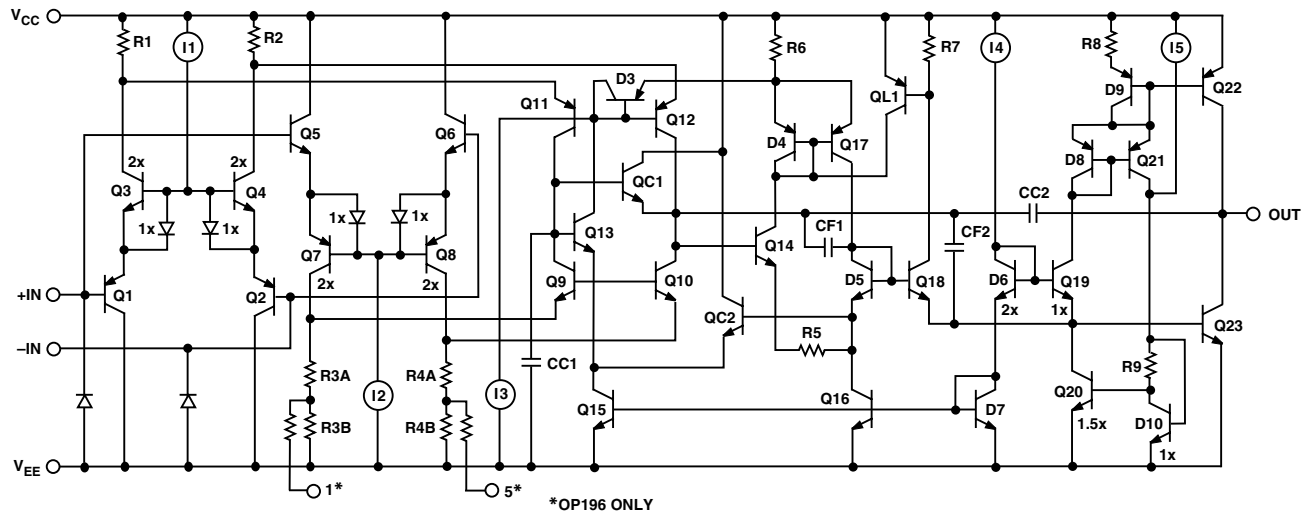 VCC
R1
I1
R2
R6
R7
I4
R8
I5
D3
QL1
D9
Q22
Q11
Q12
Q5
Q6
D4
Q17
D8
Q21
2x
2x
Q3
Q4
1x
1x
QC1
1x
1x
CC2
OUT
CF1
CF2
Q13
Q14
Q7
Q8
2x
2x
Q9
Q10
D5
Q18
D6
Q19
2x
1x
+IN
Q1
Q2
QC2
Q23
–IN
R5
R3A
R4A
CC1
R9
I2
I3
Q15
Q16
D7
Q20
1.5x
D10
1x
R3B
R4B
VEE
1*
5*
*OP196 ONLY